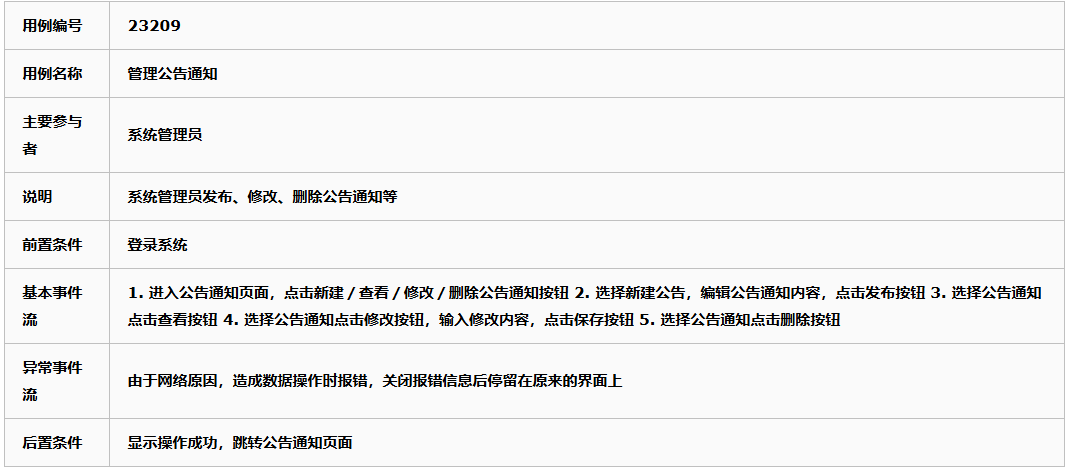 用例编号
23209
用例名称
管理公告通知
主要参与
者
系统管理员
说明
系统管理员发布、修改、删除公告通知等
前置条件
登录系统
基本事件
流
1. 进入公告通知页面，点击新建 / 查看 / 修改 / 删除公告通知按钮 2. 选择新建公告，编辑公告通知内容，点击发布按钮 3. 选择公告通知
点击查看按钮 4. 选择公告通知点击修改按钮，输入修改内容，点击保存按钮 5. 选择公告通知点击删除按钮
异常事件
流
由于网络原因，造成数据操作时报错，关闭报错信息后停留在原来的界面上
后置条件
显示操作成功，跳转公告通知页面